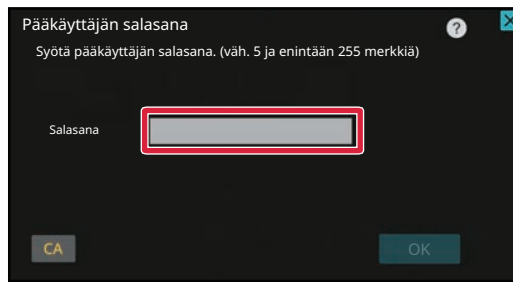 Pääkäyttäjän salasana
Syötä pääkäyttäjän salasana. (väh. 5 ja enintään 255 merkkiä)
Salasana
CA
OK